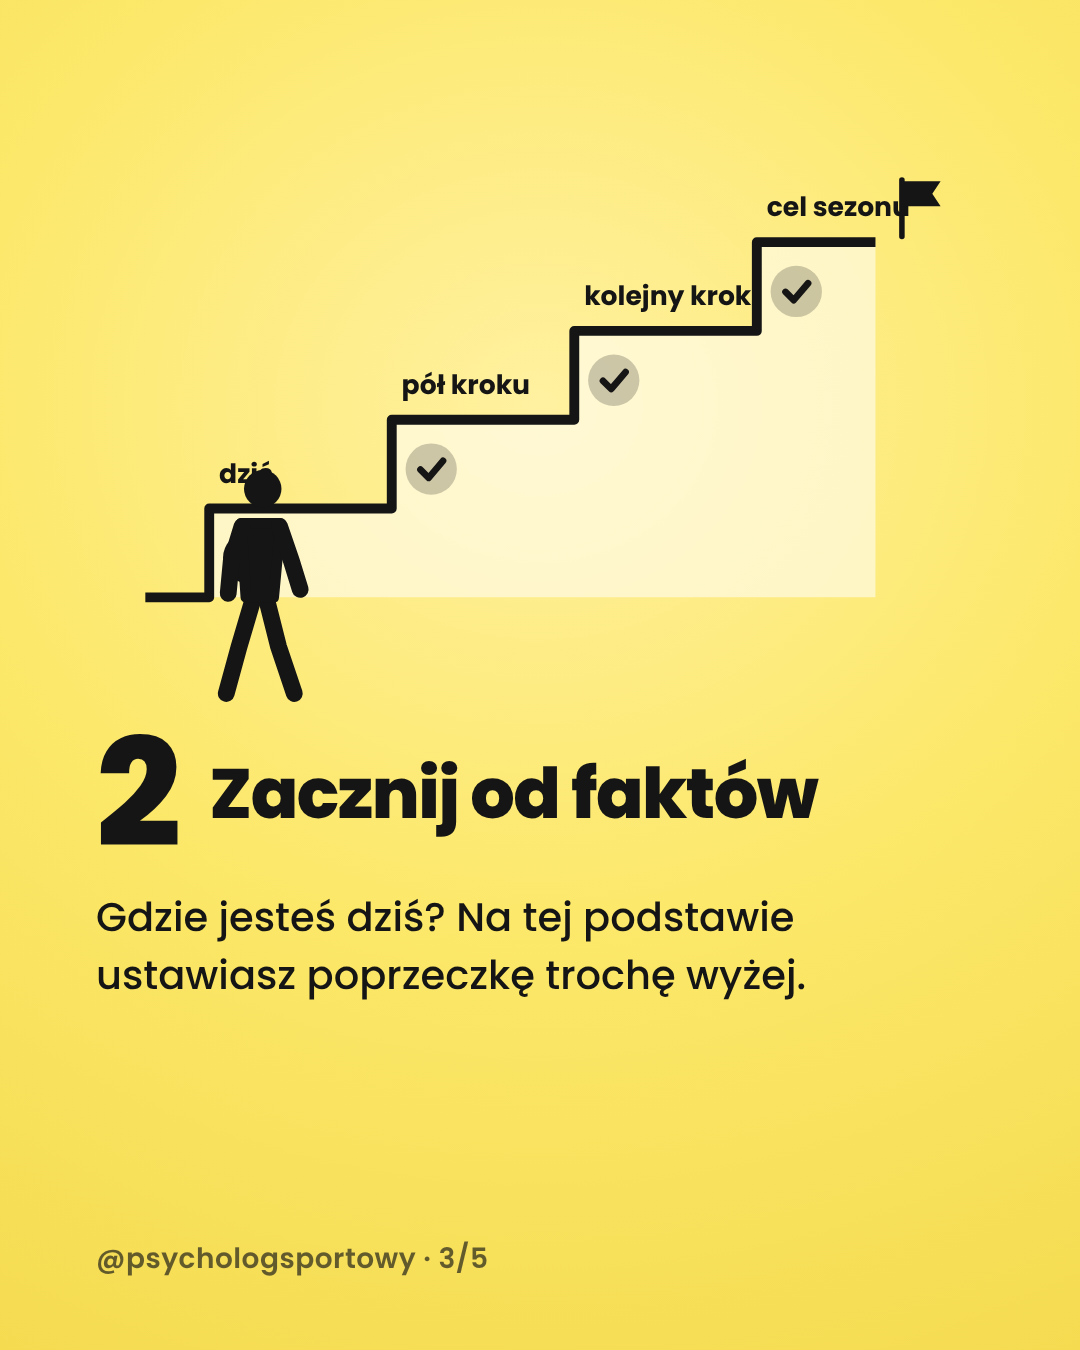 cel sezonu
kolejny krok
pół kroku
dziś
2 Zacznij od faktów
Gdzie jesteś dziś? Na tej podstawie
ustawiasz poprzeczkę trochę wyżej.
@psychologsportowy · 3/5